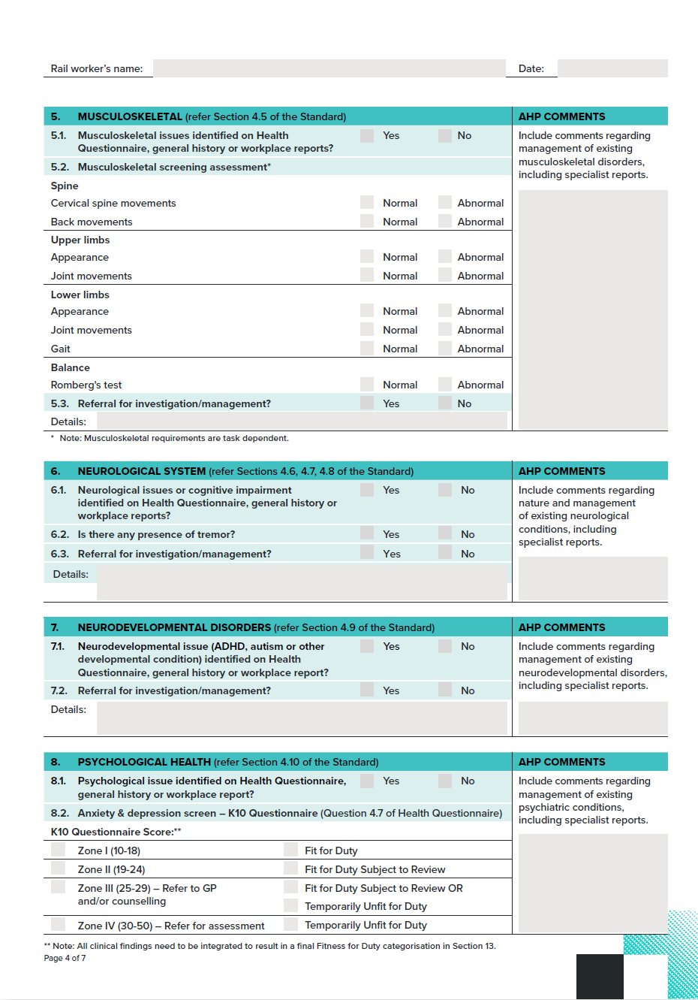 Rail worker's name: Date:
5. MUSCULOSKELETAL (refer Section 4.5 of the Standard) AHP COMMENTS
5.1. Musculoskeletal issues identified on Health Yes No
Questionnaire, general history or workplace reports?
Include comments regarding
management of existing
musculoskeletal disorders,
including specialist reports.
5.2. Musculoskeletal screening assessment*
Spine
Cervical spine movements Normal Abnormal
Back movements Normal Abnormal
Upper limbs
Appearance Normal Abnormal
Joint movements Normal Abnormal
Lower limbs
Appearance Normal Abnormal
Joint movements Normal Abnormal
Gait Normal Abnormal
Balance
Romberg's test Normal Abnormal
5.3. Referral for investigation/management? Yes No
Details:
* Note: Musculoskeletal requirements are task dependent.
6. NEUROLOGICAL SYSTEM (refer Sections 4.6, 4.7, 4.8 of the Standard) AHP COMMENTS
6.1. Neurological issues or cognitive impairment Yes No
identified on Health Questionnaire, general history or
workplace reports?
Include comments regarding
nature and management
of existing neurological
conditions, including
specialist reports.
6.2. Is there any presence of tremor? Yes No
6.3. Referral for investigation/management? Yes No
Details:
7. NEURODEVELOPMENTAL DISORDERS (refer Section 4.9 of the Standard) AHP COMMENTS
7.1. Neurodevelopmental issue (ADHD, autism or other Yes No
developmental condition) identified on Health
Questionnaire, general history or workplace report?
Include comments regarding
management of existing
neurodevelopmental disorders,
including specialist reports.
7.2. Referral for investigation/management? Yes No
Details:
8. PSYCHOLOGICAL HEALTH (refer Section 4.10 of the Standard) AHP COMMENTS
8.1. Psychological issue identified on Health Questionnaire, Yes No
general history or workplace report?
Include comments regarding
management of existing
psychiatric conditions,
including specialist reports.
8.2. Anxiety & depression screen – K10 Questionnaire (Question 4.7 of Health Questionnaire)
K10 Questionnaire Score:**
Zone I (10-18) Fit for Duty
Zone II (19-24) Fit for Duty Subject to Review
Zone III (25-29) – Refer to GP Fit for Duty Subject to Review OR
and/or counselling
Temporarily Unfit for Duty
Zone IV (30-50) – Refer for assessment Temporarily Unfit for Duty
** Note: All clinical findings need to be integrated to result in a final Fitness for Duty categorisation in Section 13.
Page 4 of 7